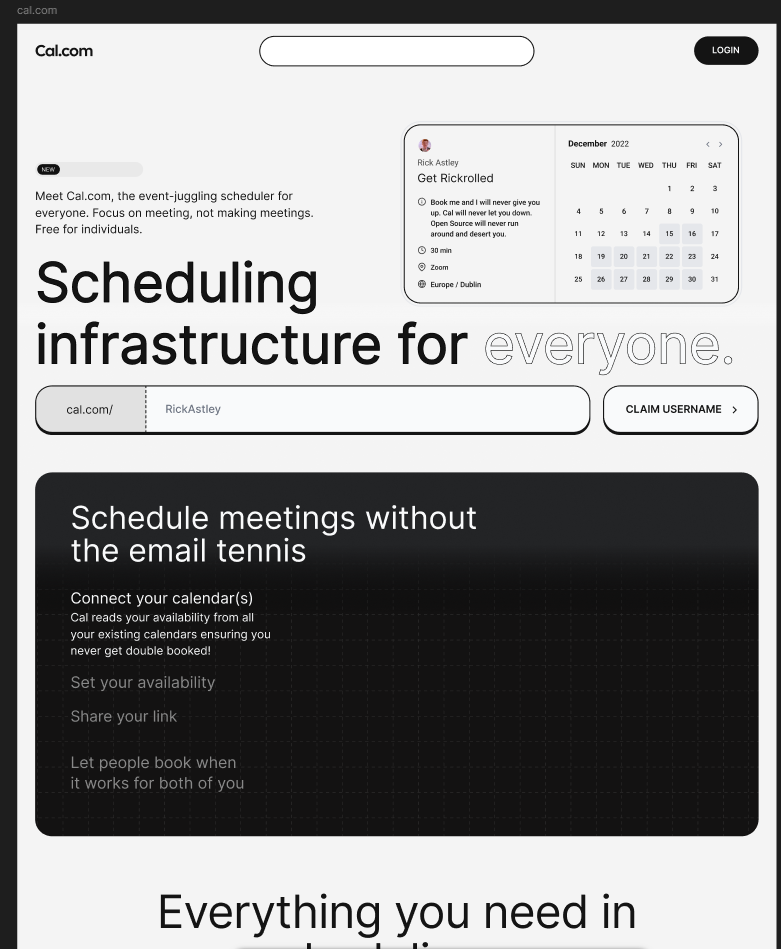 cal.com
Cal.com
LOGIN
NEW
Meet Cal.com, the event-juggling scheduler for
everyone. Focus on meeting, not making meetings.
Free for individuals.
Rick Astley
Get Rickrolled
Book me and I will never give you
up. Cal will never let you down.
Open Source will never run
around and desert you.
30 min
Zoom
Europe / Dublin
December 2022
SUN MON TUE WED THU FRI SAT
1 2 3
4 5 6 7 8 9 10
11 12 13 14 15 16 17
18 19 20 21 22 23 24
25 26 27 28 29 30 31
Scheduling
infrastructure for everyone.
cal.com/ RickAstley
CLAIM USERNAME
Schedule meetings without
the email tennis
Connect your calendar(s)
Cal reads your availability from all
your existing calendars ensuring you
never get double booked!
Set your availability
Share your link
Let people book when
it works for both of you
Everything you need in